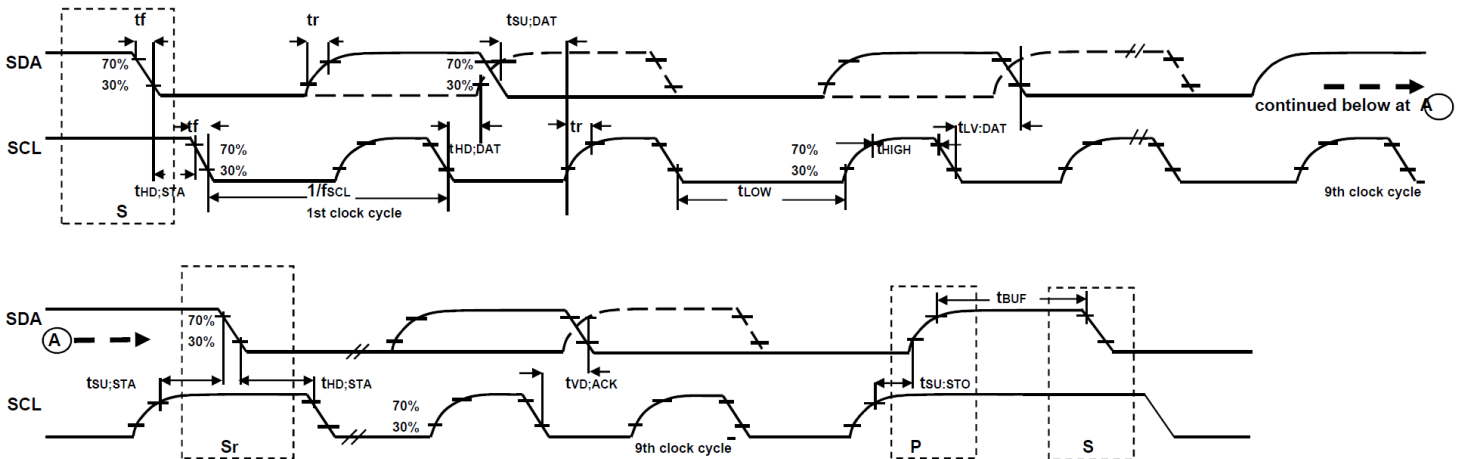 tf tr tSU;DAT
SDA 70% 70%
30% 30%
continued below at A
tf tr tLV:DAT
SCL 70% tHD;DAT 70% tHIGH
30% 30%
tHD;STA 1/fSCL tLOW
S 1st clock cycle 9th clock cycle
tBUF
SDA 70%
A 30%
tSU;STA tHD;STA tVD;ACK tSU:STO
SCL 70%
30%
Sr 9th clock cycle P S